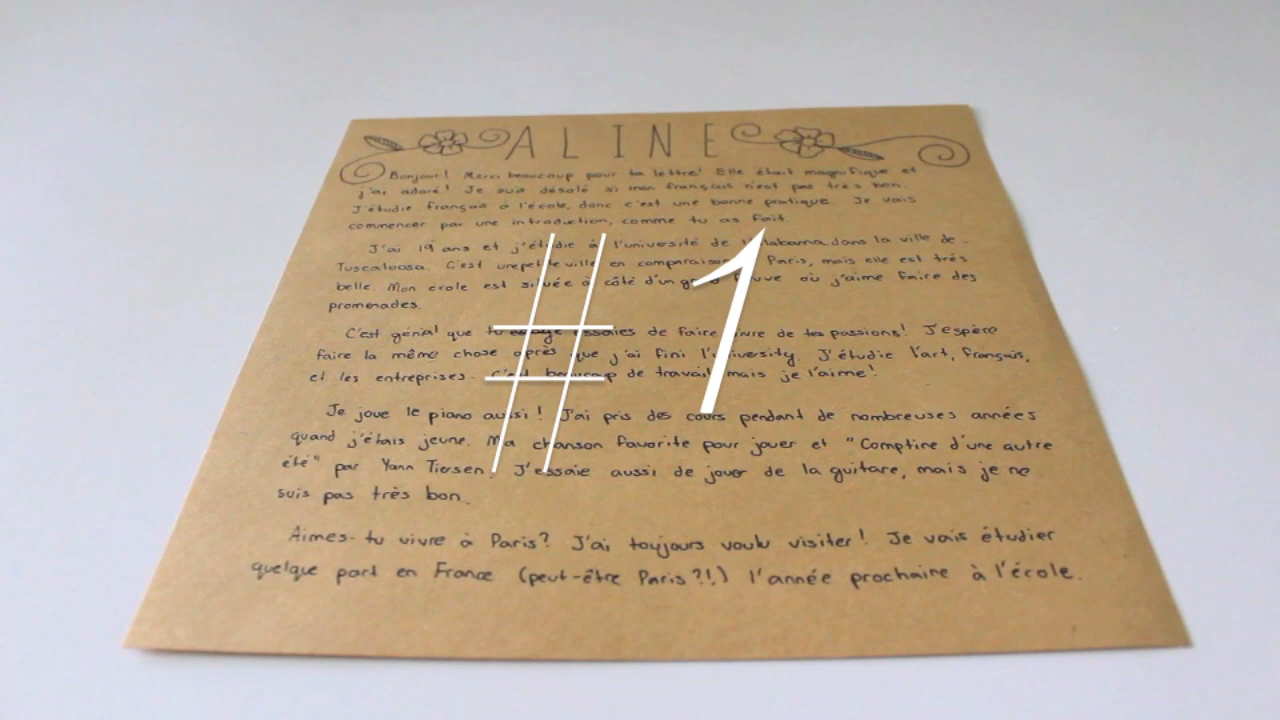 ALINE
Bonjour! Merci beaucoup pour ta lettre! Elle était magnifique et
j'ai adoré! Je suis désolé si mon français n'est pas très bon.
J'étudie français à l'école, donc c'est une bonne pratique. Je vais
commencer par une introduction, comme tu as fait.
J'ai 19 ans et j'étudie à l'université de l'Alabama dans la ville de
Tuscaloosa. C'est une petite ville en comparaison Paris, mais elle est très
belle. Mon école est située à côté d'un fleuve où j'aime faire des
promenades.
#1
C'est génial que tu essaies de faire vivre de tes passions! J'espère
faire la même chose après que j'ai fini l'university. J'étudie l'art, français,
et les entreprises. C'est beaucoup de travail mais je l'aime!
Je joue le piano aussi! J'ai pris des cours pendant de nombreuses années
quand j'étais jeune. Ma chanson favorite pour jouer et "Comptine d'une autre
été" par Yann Tiersen. J'essaie aussi de jouer de la guitare, mais je ne
suis pas très bon.
Aimes-tu vivre à Paris? J'ai toujours voulu visiter! Je vais étudier
quelque part en France (peut-être Paris?!) l'année prochaine à l'école.